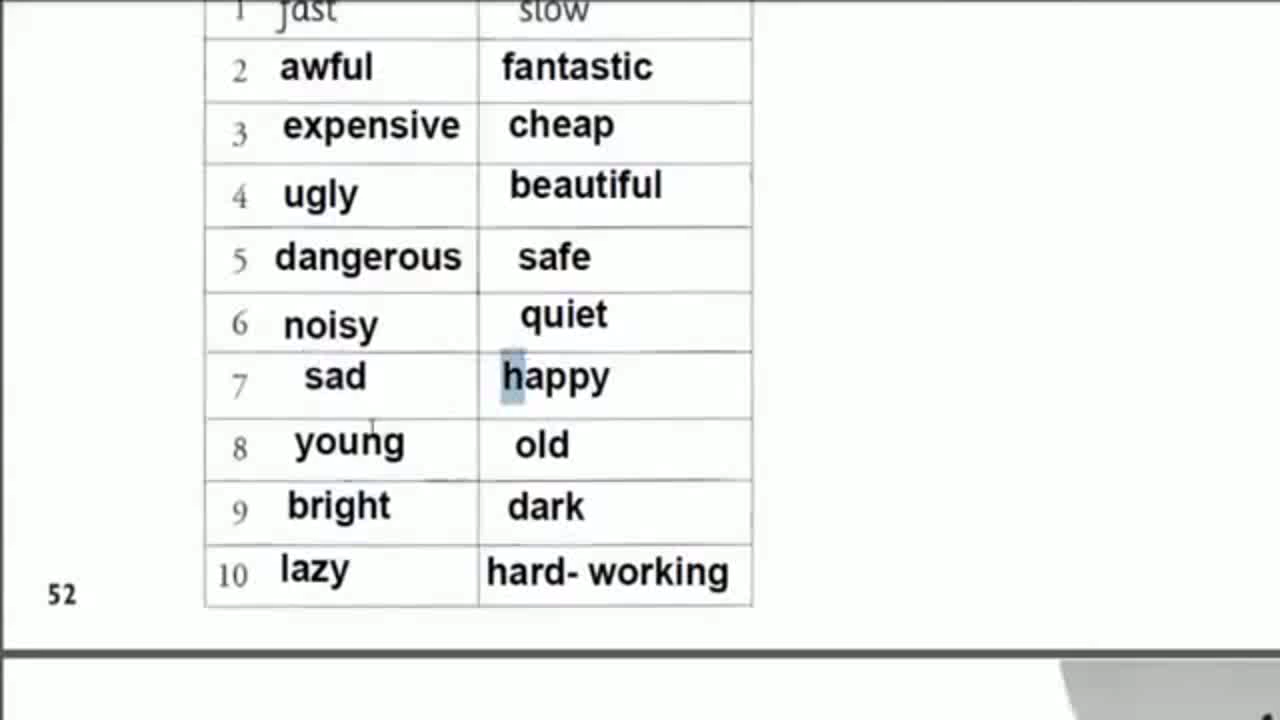 1 fast slow
2 awful fantastic
3 expensive cheap
4 ugly beautiful
5 dangerous safe
6 noisy quiet
7 sad happy
8 young old
9 bright dark
10 lazy hard- working
52